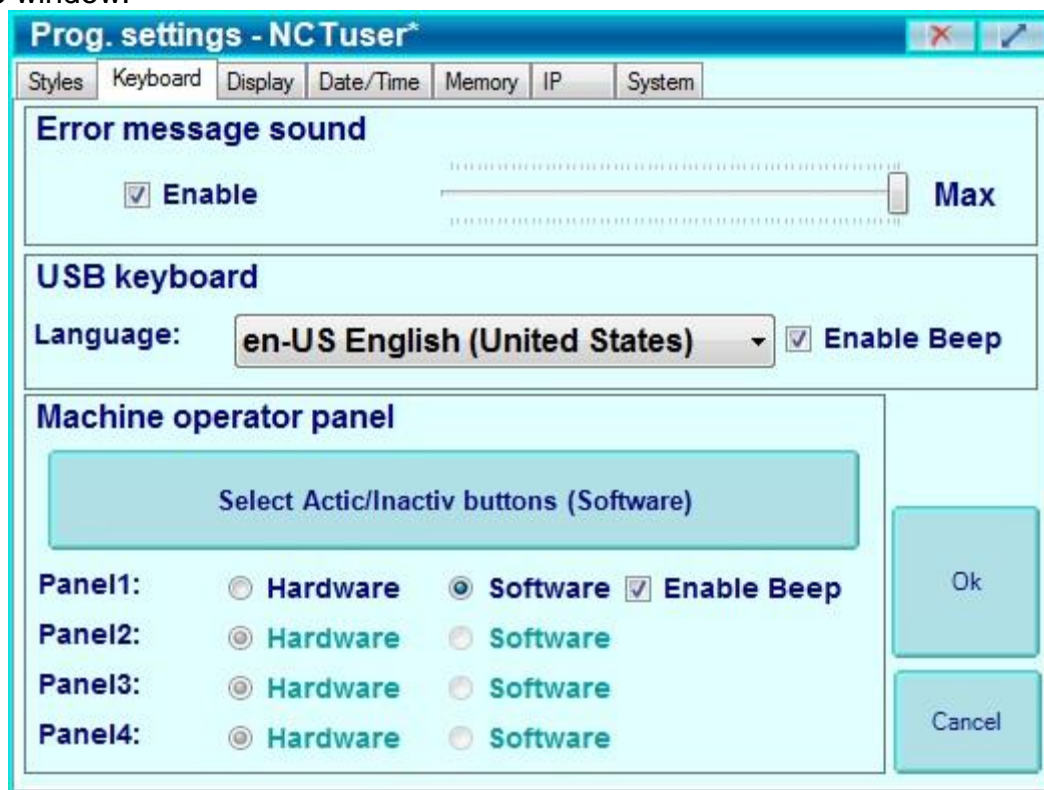 window.
Prog. settings - NCTuser*
Styles Keyboard Display Date/Time Memory IP System
Error message sound
Enable Max
USB keyboard
Language: en-US English (United States) Enable Beep
Machine operator panel
Select Actic/Inactiv buttons (Software)
Panel1: Hardware Software Enable Beep
Ok
Panel2: Hardware Software
Panel3: Hardware Software
Panel4: Hardware Software
Cancel